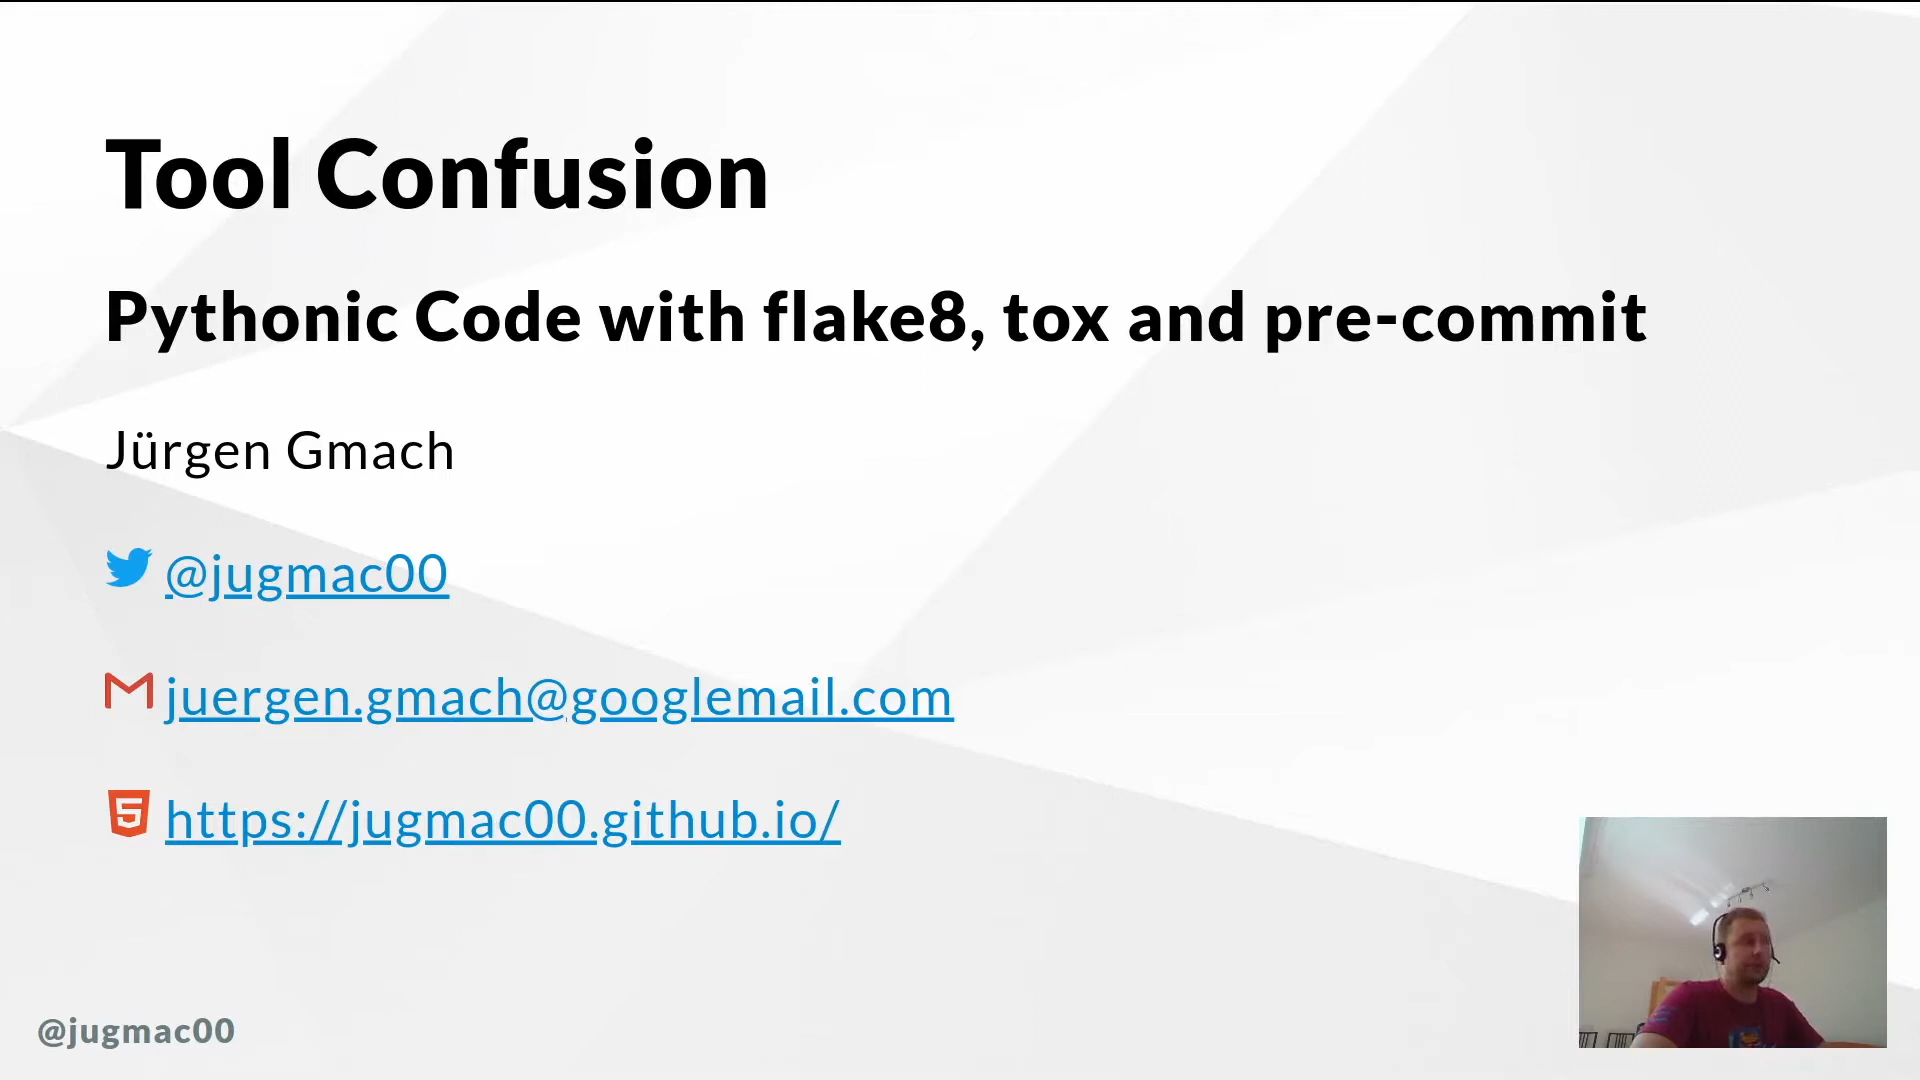 Tool Confusion
Pythonic Code with flake8, tox and pre-commit
Jürgen Gmach
@jugmac00
juergen.gmach@googlemail.com
https://jugmac00.github.io/
@jugmac00